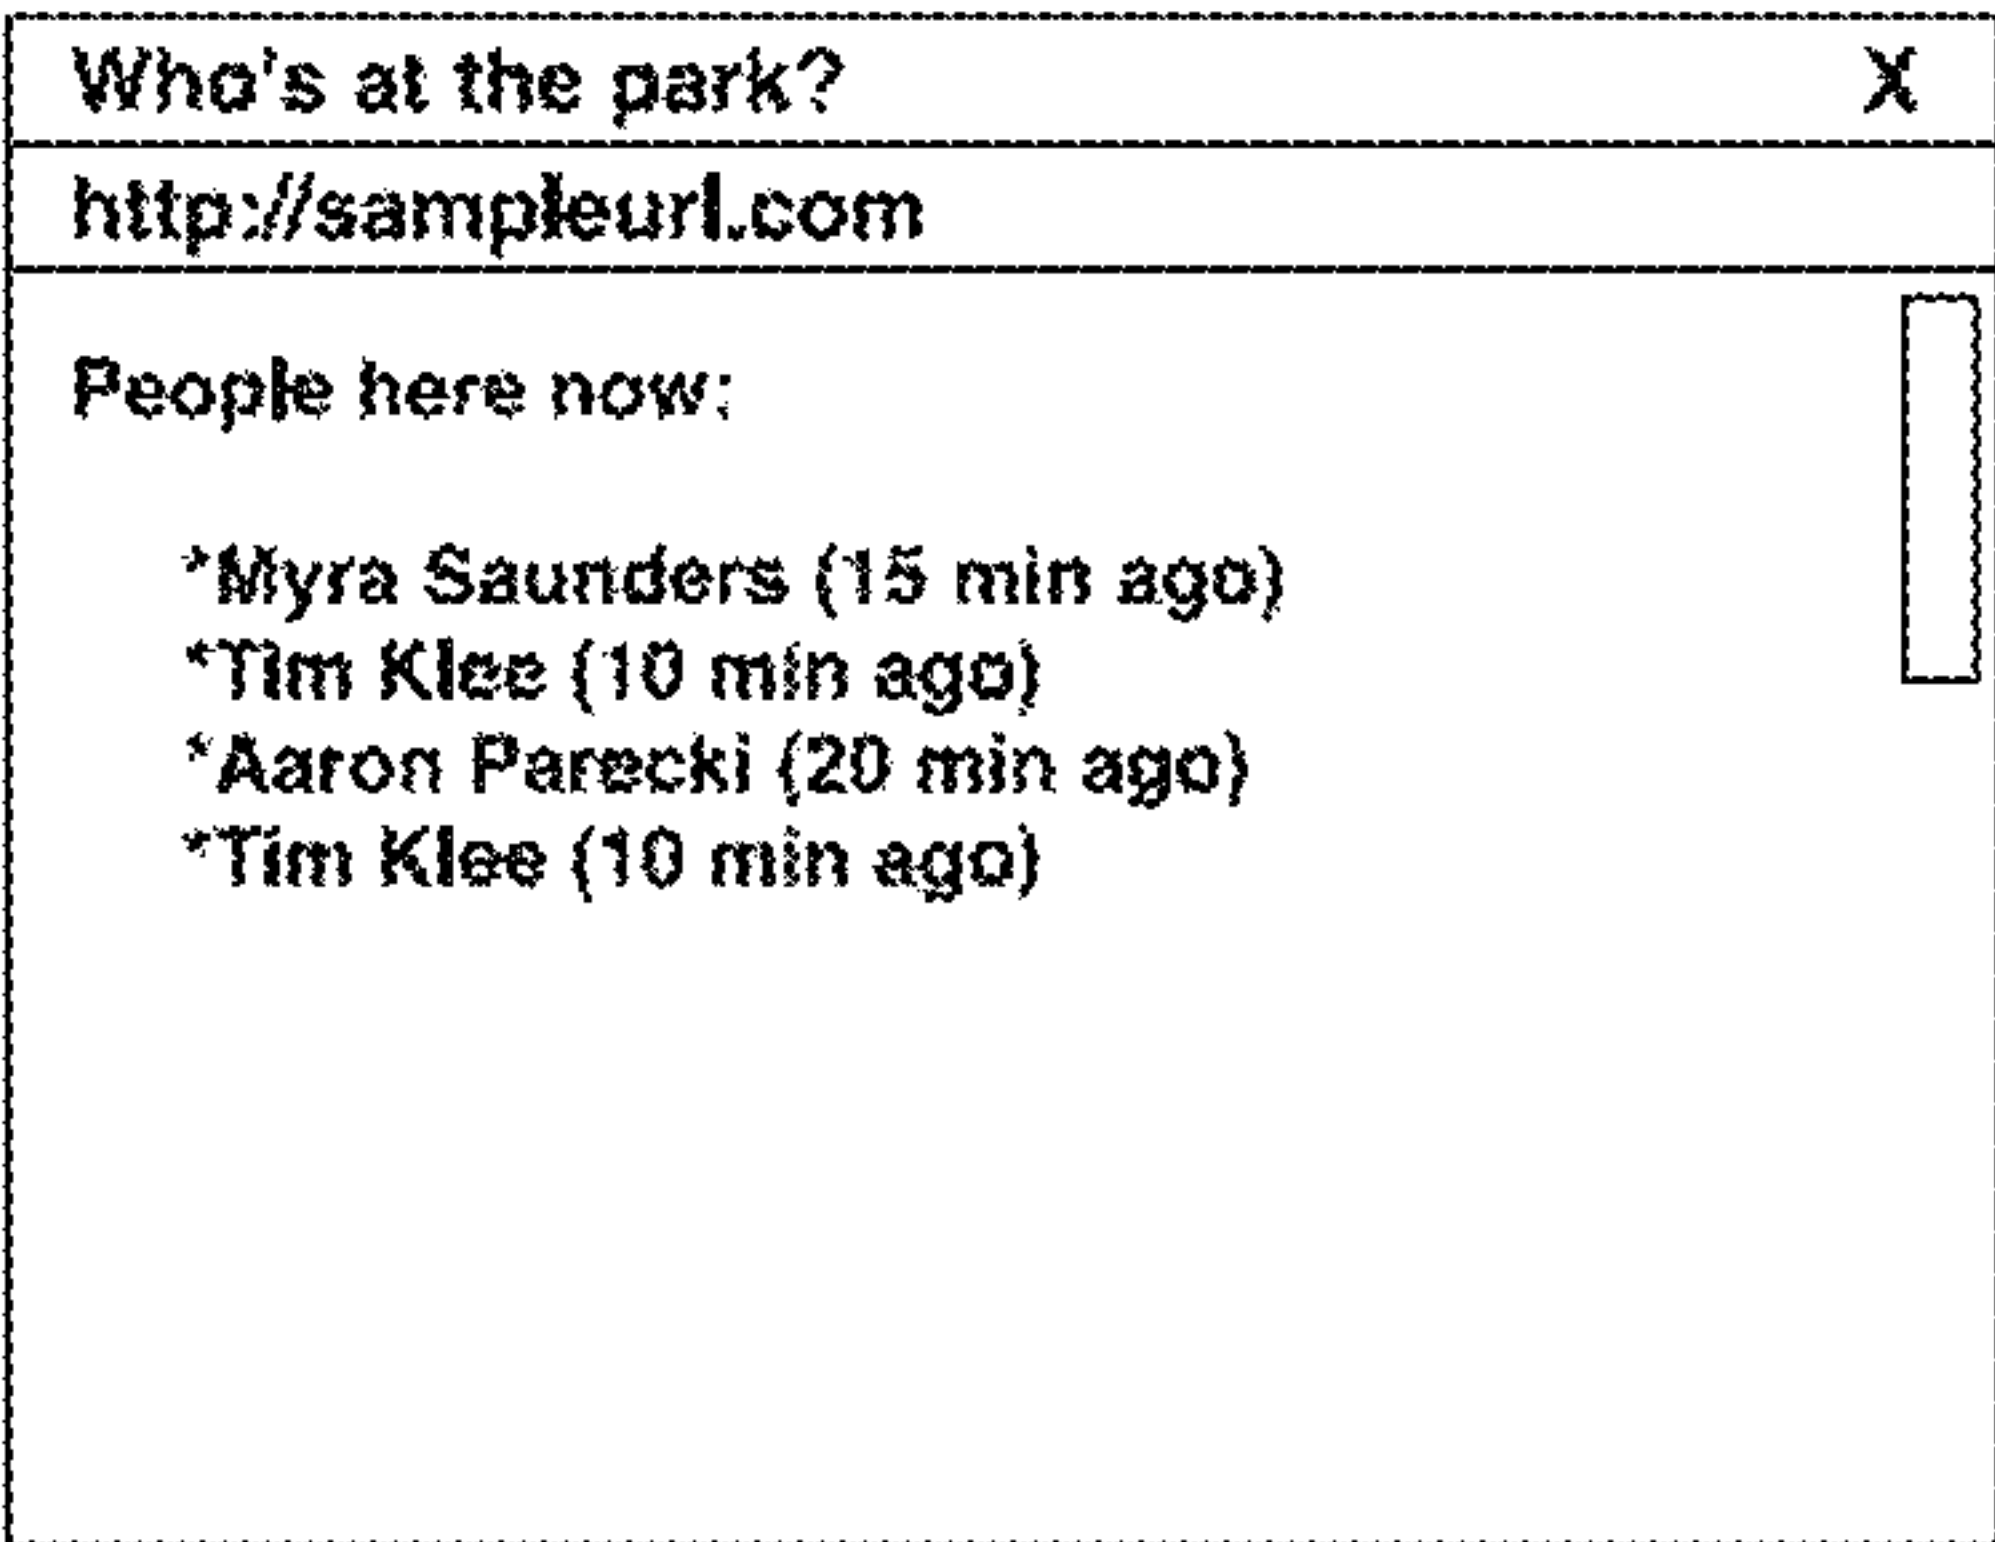 Who's at the park? X
http://sampleurl.com
People here now:
*Myra Saunders (15 min ago)
*Tim Klee (10 min ago)
*Aaron Parecki (20 min ago)
*Tim Klee (10 min ago)